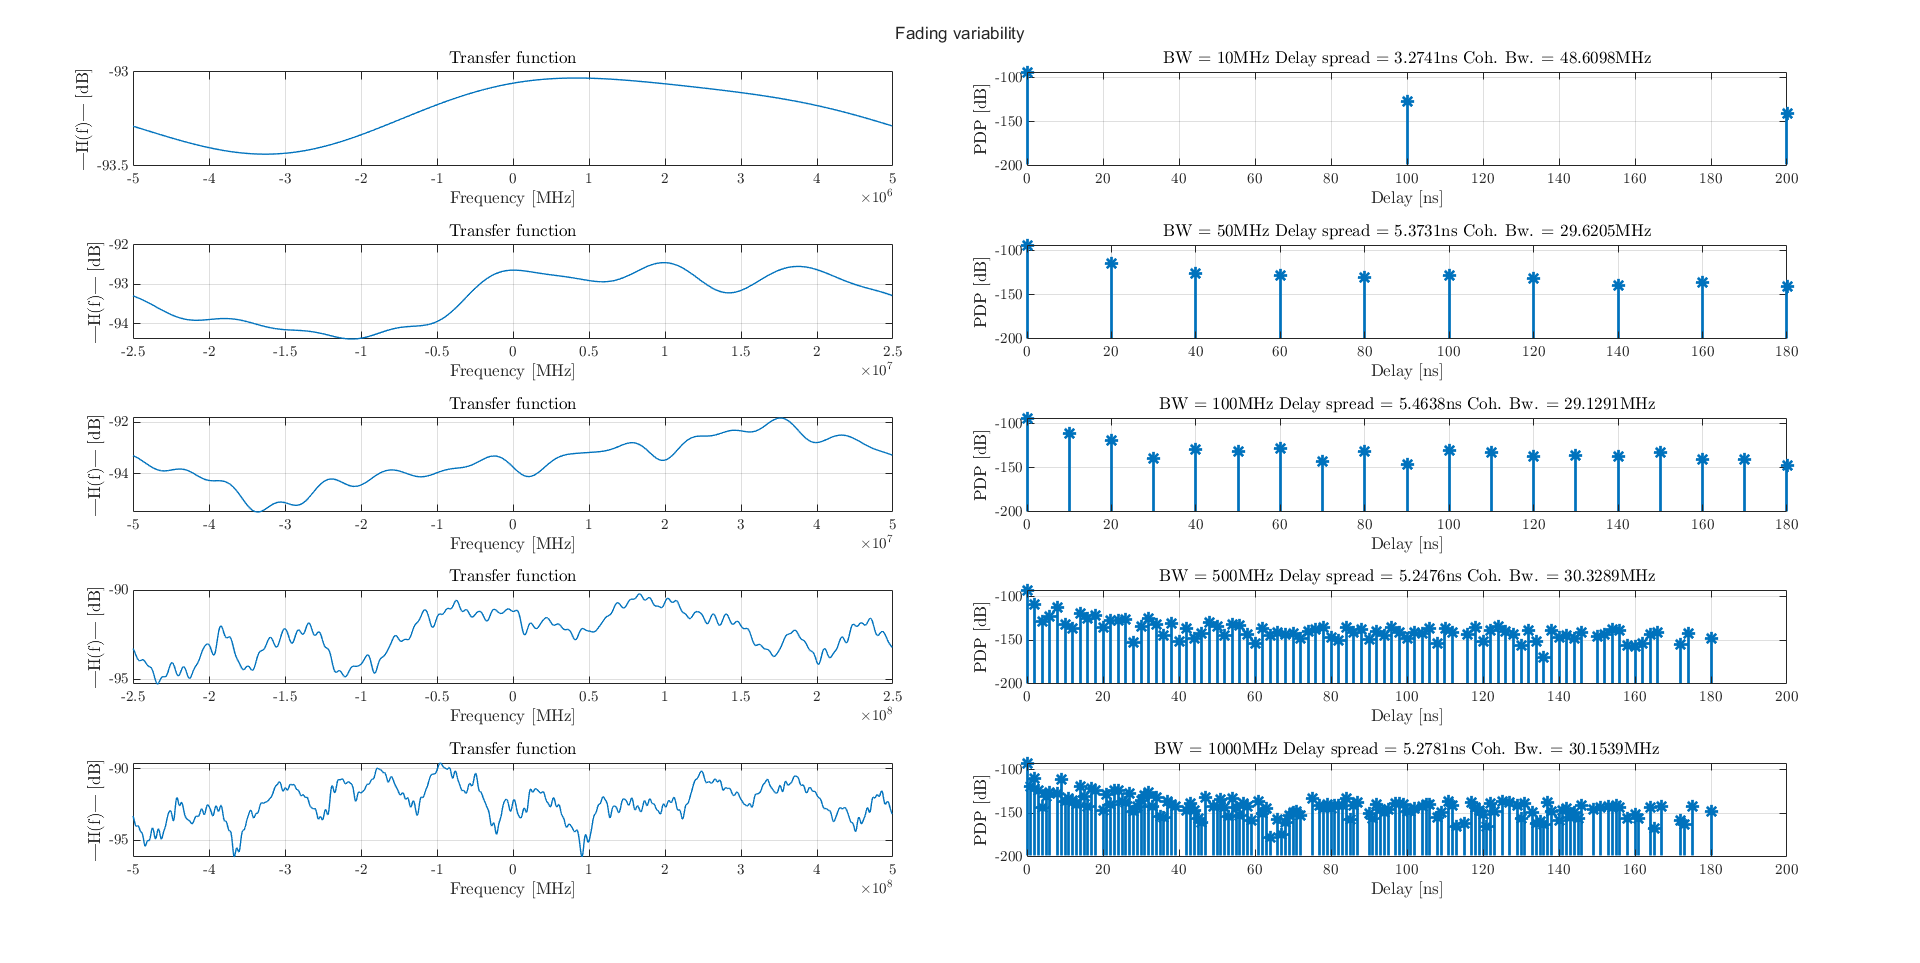 Fading variability
Transfer function
—H(f)— [dB]
-93
-93.5
-5 -4 -3 -2 -1 0 1 2 3 4 5
Frequency [MHz]
×10^6
BW = 10MHz Delay spread = 3.2741ns Coh. Bw. = 48.6098MHz
PDP [dB]
-100
-150
-200
0 20 40 60 80 100 120 140 160 180 200
Delay [ns]
Transfer function
—H(f)— [dB]
-92
-93
-94
-2.5 -2 -1.5 -1 -0.5 0 0.5 1 1.5 2 2.5
Frequency [MHz]
×10^7
BW = 50MHz Delay spread = 5.3731ns Coh. Bw. = 29.6205MHz
PDP [dB]
-100
-150
-200
0 20 40 60 80 100 120 140 160 180
Delay [ns]
Transfer function
—H(f)— [dB]
-92
-94
-5 -4 -3 -2 -1 0 1 2 3 4 5
Frequency [MHz]
×10^7
BW = 100MHz Delay spread = 5.4638ns Coh. Bw. = 29.1291MHz
PDP [dB]
-100
-150
-200
0 20 40 60 80 100 120 140 160 180
Delay [ns]
Transfer function
—H(f)— [dB]
-90
-95
-2.5 -2 -1.5 -1 -0.5 0 0.5 1 1.5 2 2.5
Frequency [MHz]
×10^8
BW = 500MHz Delay spread = 5.2476ns Coh. Bw. = 30.3289MHz
PDP [dB]
-100
-150
-200
0 20 40 60 80 100 120 140 160 180 200
Delay [ns]
Transfer function
—H(f)— [dB]
-90
-95
-5 -4 -3 -2 -1 0 1 2 3 4 5
Frequency [MHz]
×10^8
BW = 1000MHz Delay spread = 5.2781ns Coh. Bw. = 30.1539MHz
PDP [dB]
-100
-150
-200
0 20 40 60 80 100 120 140 160 180 200
Delay [ns]